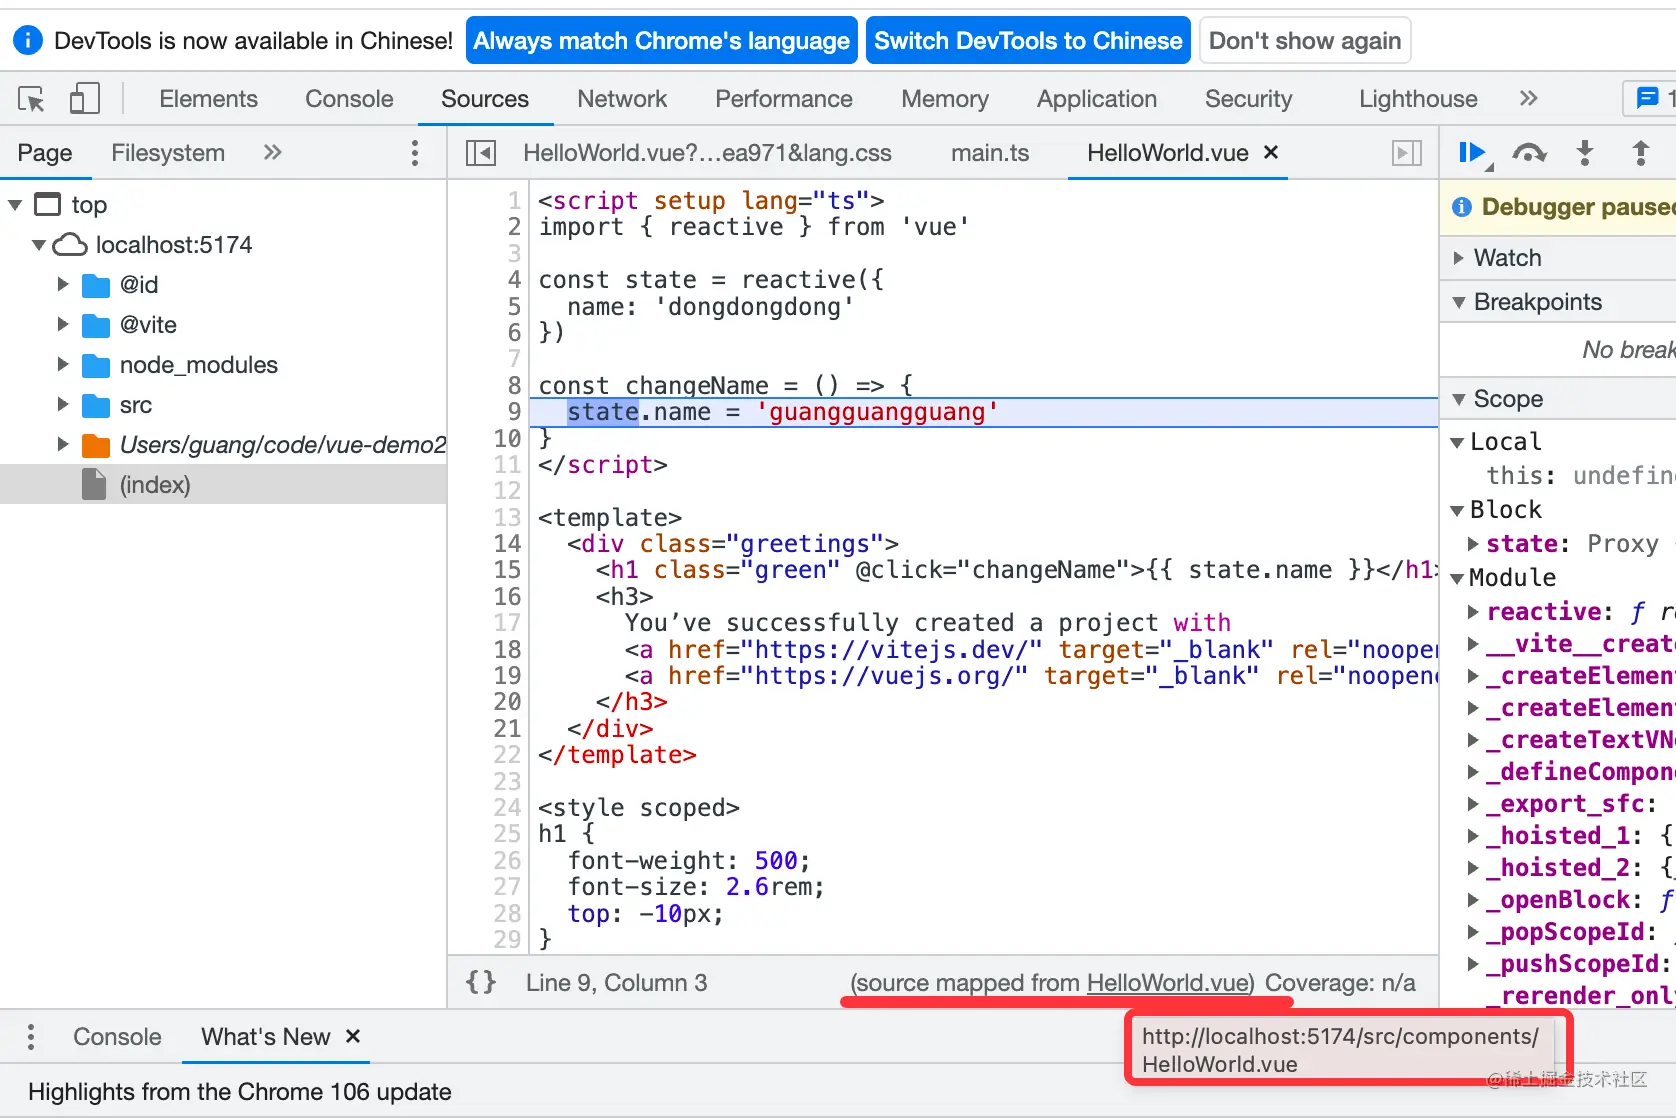 DevTools is now available in Chinese! Always match Chrome's language Switch DevTools to Chinese Don't show again
Elements Console Sources Network Performance Memory Application Security Lighthouse » 1
Page Filesystem »
HelloWorld.vue?...ea971&lang.css main.ts HelloWorld.vue ×
top
localhost:5174
@id
@vite
node_modules
src
Users/guang/code/vue-demo2
(index)
1 <script setup lang="ts">
2 import { reactive } from 'vue'
3
4 const state = reactive({
5   name: 'dongdongdong'
6 })
7
8 const changeName = () => {
9   state.name = 'guangguangguang'
10 }
11 </script>
12
13 <template>
14   <div class="greetings">
15     <h1 class="green" @click="changeName">{{ state.name }}</h1>
16     <h3>
17       You’ve successfully created a project with
18       <a href="https://vitejs.dev/" target="_blank" rel="noopen
19       <a href="https://vuejs.org/" target="_blank" rel="noopene
20     </h3>
21   </div>
22 </template>
23
24 <style scoped>
25 h1 {
26   font-weight: 500;
27   font-size: 2.6rem;
28   top: -10px;
29 }
{} Line 9, Column 3 (source mapped from HelloWorld.vue) Coverage: n/a
Debugger paused
Watch
Breakpoints
No break
Scope
Local
this: undefin
Block
state: Proxy
Module
reactive: ƒ r
__vite__creat
_createElemen
_createElemen
_createTextVN
_defineCompon
_export_sfc:
_hoisted_1: {
_hoisted_2: {
_openBlock: ƒ
_popScopeId:
_pushScopeId:
_rerender_only
Console What's New ×
http://localhost:5174/src/components/
HelloWorld.vue
Highlights from the Chrome 106 update
@稀土掘金技术社区